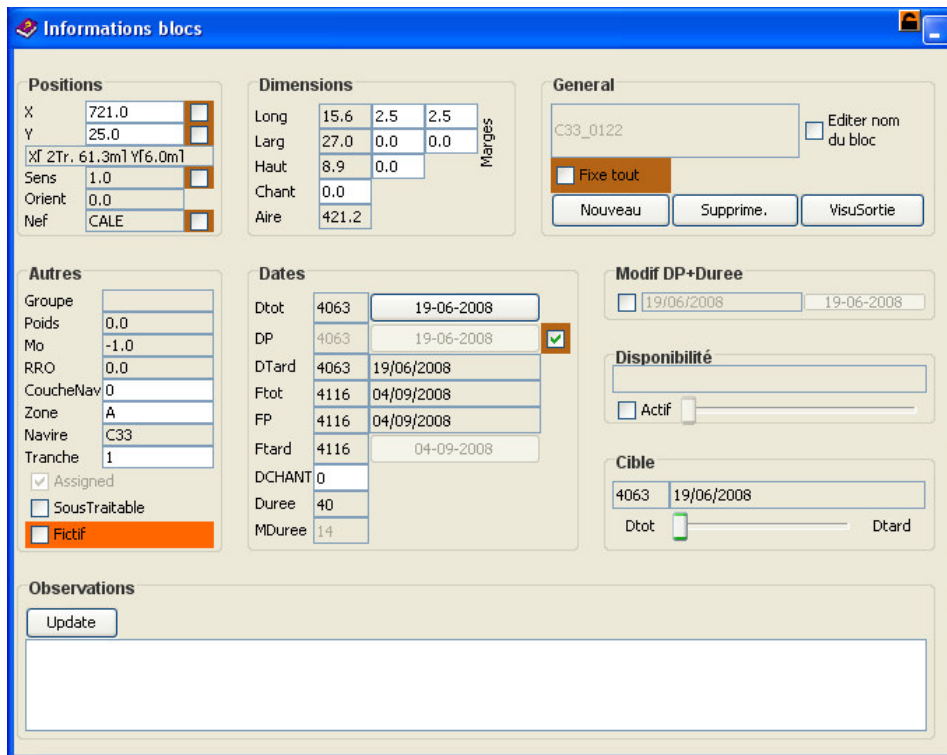 Informations blocs
Positions
X 721.0
Y 25.0
X[ 2Tr. 61.3m] Y[6.0m]
Sens 1.0
Orient 0.0
Nef CALE
Dimensions
Long 15.6 2.5 2.5
Larg 27.0 0.0 0.0
Haut 8.9 0.0
Chant 0.0
Aire 421.2
Marges
General
C33_0122
Editer nom
du bloc
Fixe tout
Nouveau Supprime. VisuSortie
Autres
Groupe
Poids 0.0
Mo -1.0
RRO 0.0
CoucheNav 0
Zone A
Navire C33
Tranche 1
Assigned
SousTraitable
Fictif
Dates
Dtot 4063 19-06-2008
DP 4063 19-06-2008
DTard 4063 19/06/2008
Ftot 4116 04/09/2008
FP 4116 04/09/2008
Ftard 4116 04-09-2008
DCHANT 0
Duree 40
MDuree 14
Modif DP+Duree
19/06/2008 19-06-2008
Disponibilité
Actif
Cible
4063 19/06/2008
Dtot Dtard
Observations
Update